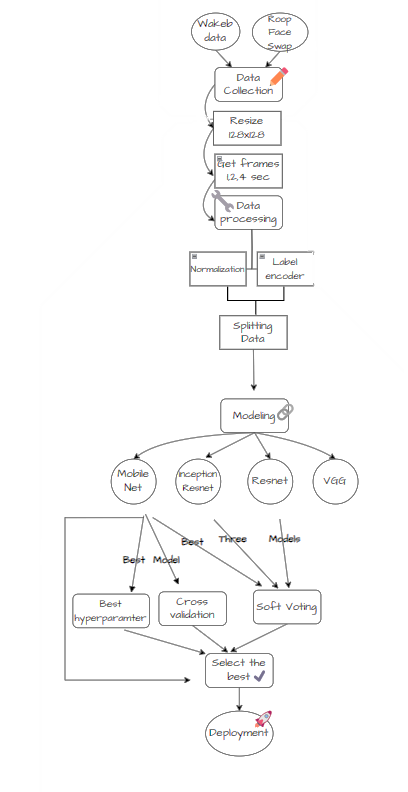 Wakeb
data
Roop
Face
Swap
Data
Collection
Resize
128x128
Get frames
1,2,4 sec
Data
processing
Normalization
Label
encoder
Splitting
Data
Modeling
Mobile
Net
Inception
Resnet
Resnet
VGG
Best Three Models
Best Model
Best
hyperparamter
Cross
validation
Soft Voting
Select the
best
Deployment